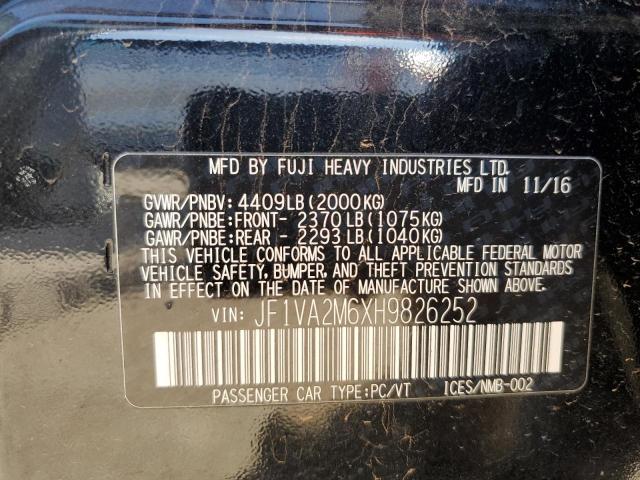 MFD BY FUJI HEAVY INDUSTRIES LTD.
MFD IN 11/16
GVWR/PNBV: 4409LB(2000KG)
GAWR/PNBE:FRONT- 2370LB(1075KG)
GAWR/PNBE:REAR - 2293LB(1040KG)
THIS VEHICLE CONFORMS TO ALL APPLICABLE FEDERAL MOTOR
VEHICLE SAFETY, BUMPER, AND THEFT PREVENTION STANDARDS
IN EFFECT ON THE DATE OF MANUFACTURE SHOWN ABOVE.
VIN: JF1VA2M6XH9826252
PASSENGER CAR TYPE:PC/VT ICES/NMB-002